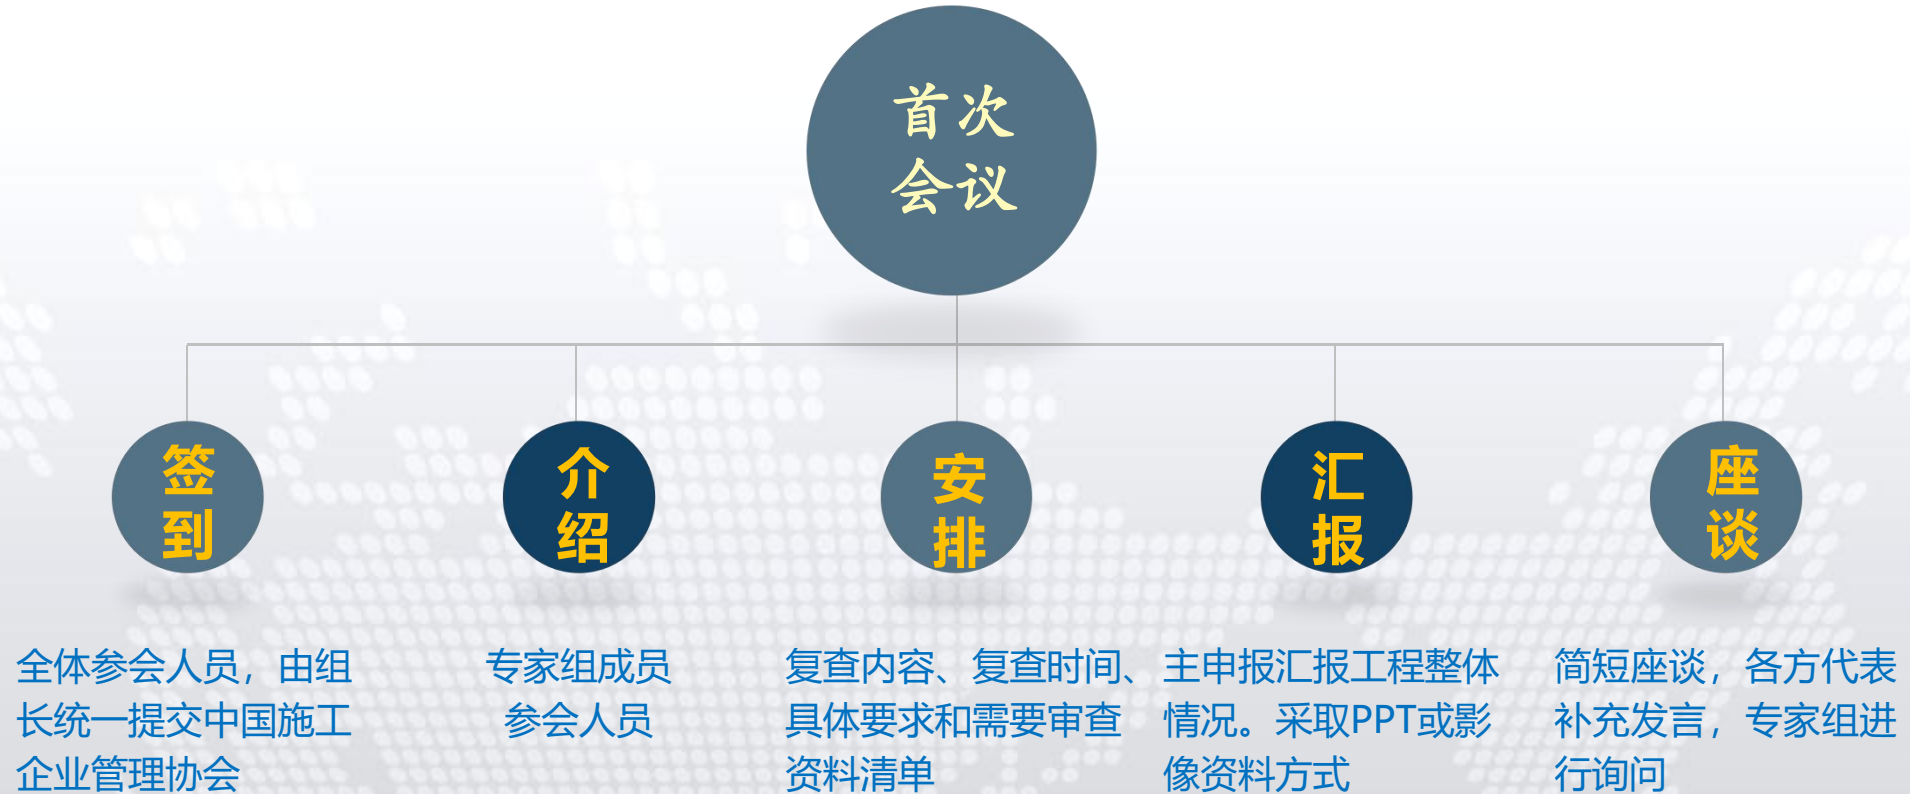 首次
会议
签
到
介
绍
安
排
汇
报
座
谈
全体参会人员，由组
长统一提交中国施工
企业管理协会
专家组成员
参会人员
复查内容、复查时间、
具体要求和需要审查
资料清单
主申报汇报工程整体
情况。采取PPT或影
像资料方式
简短座谈，各方代表
补充发言，专家组进
行询问